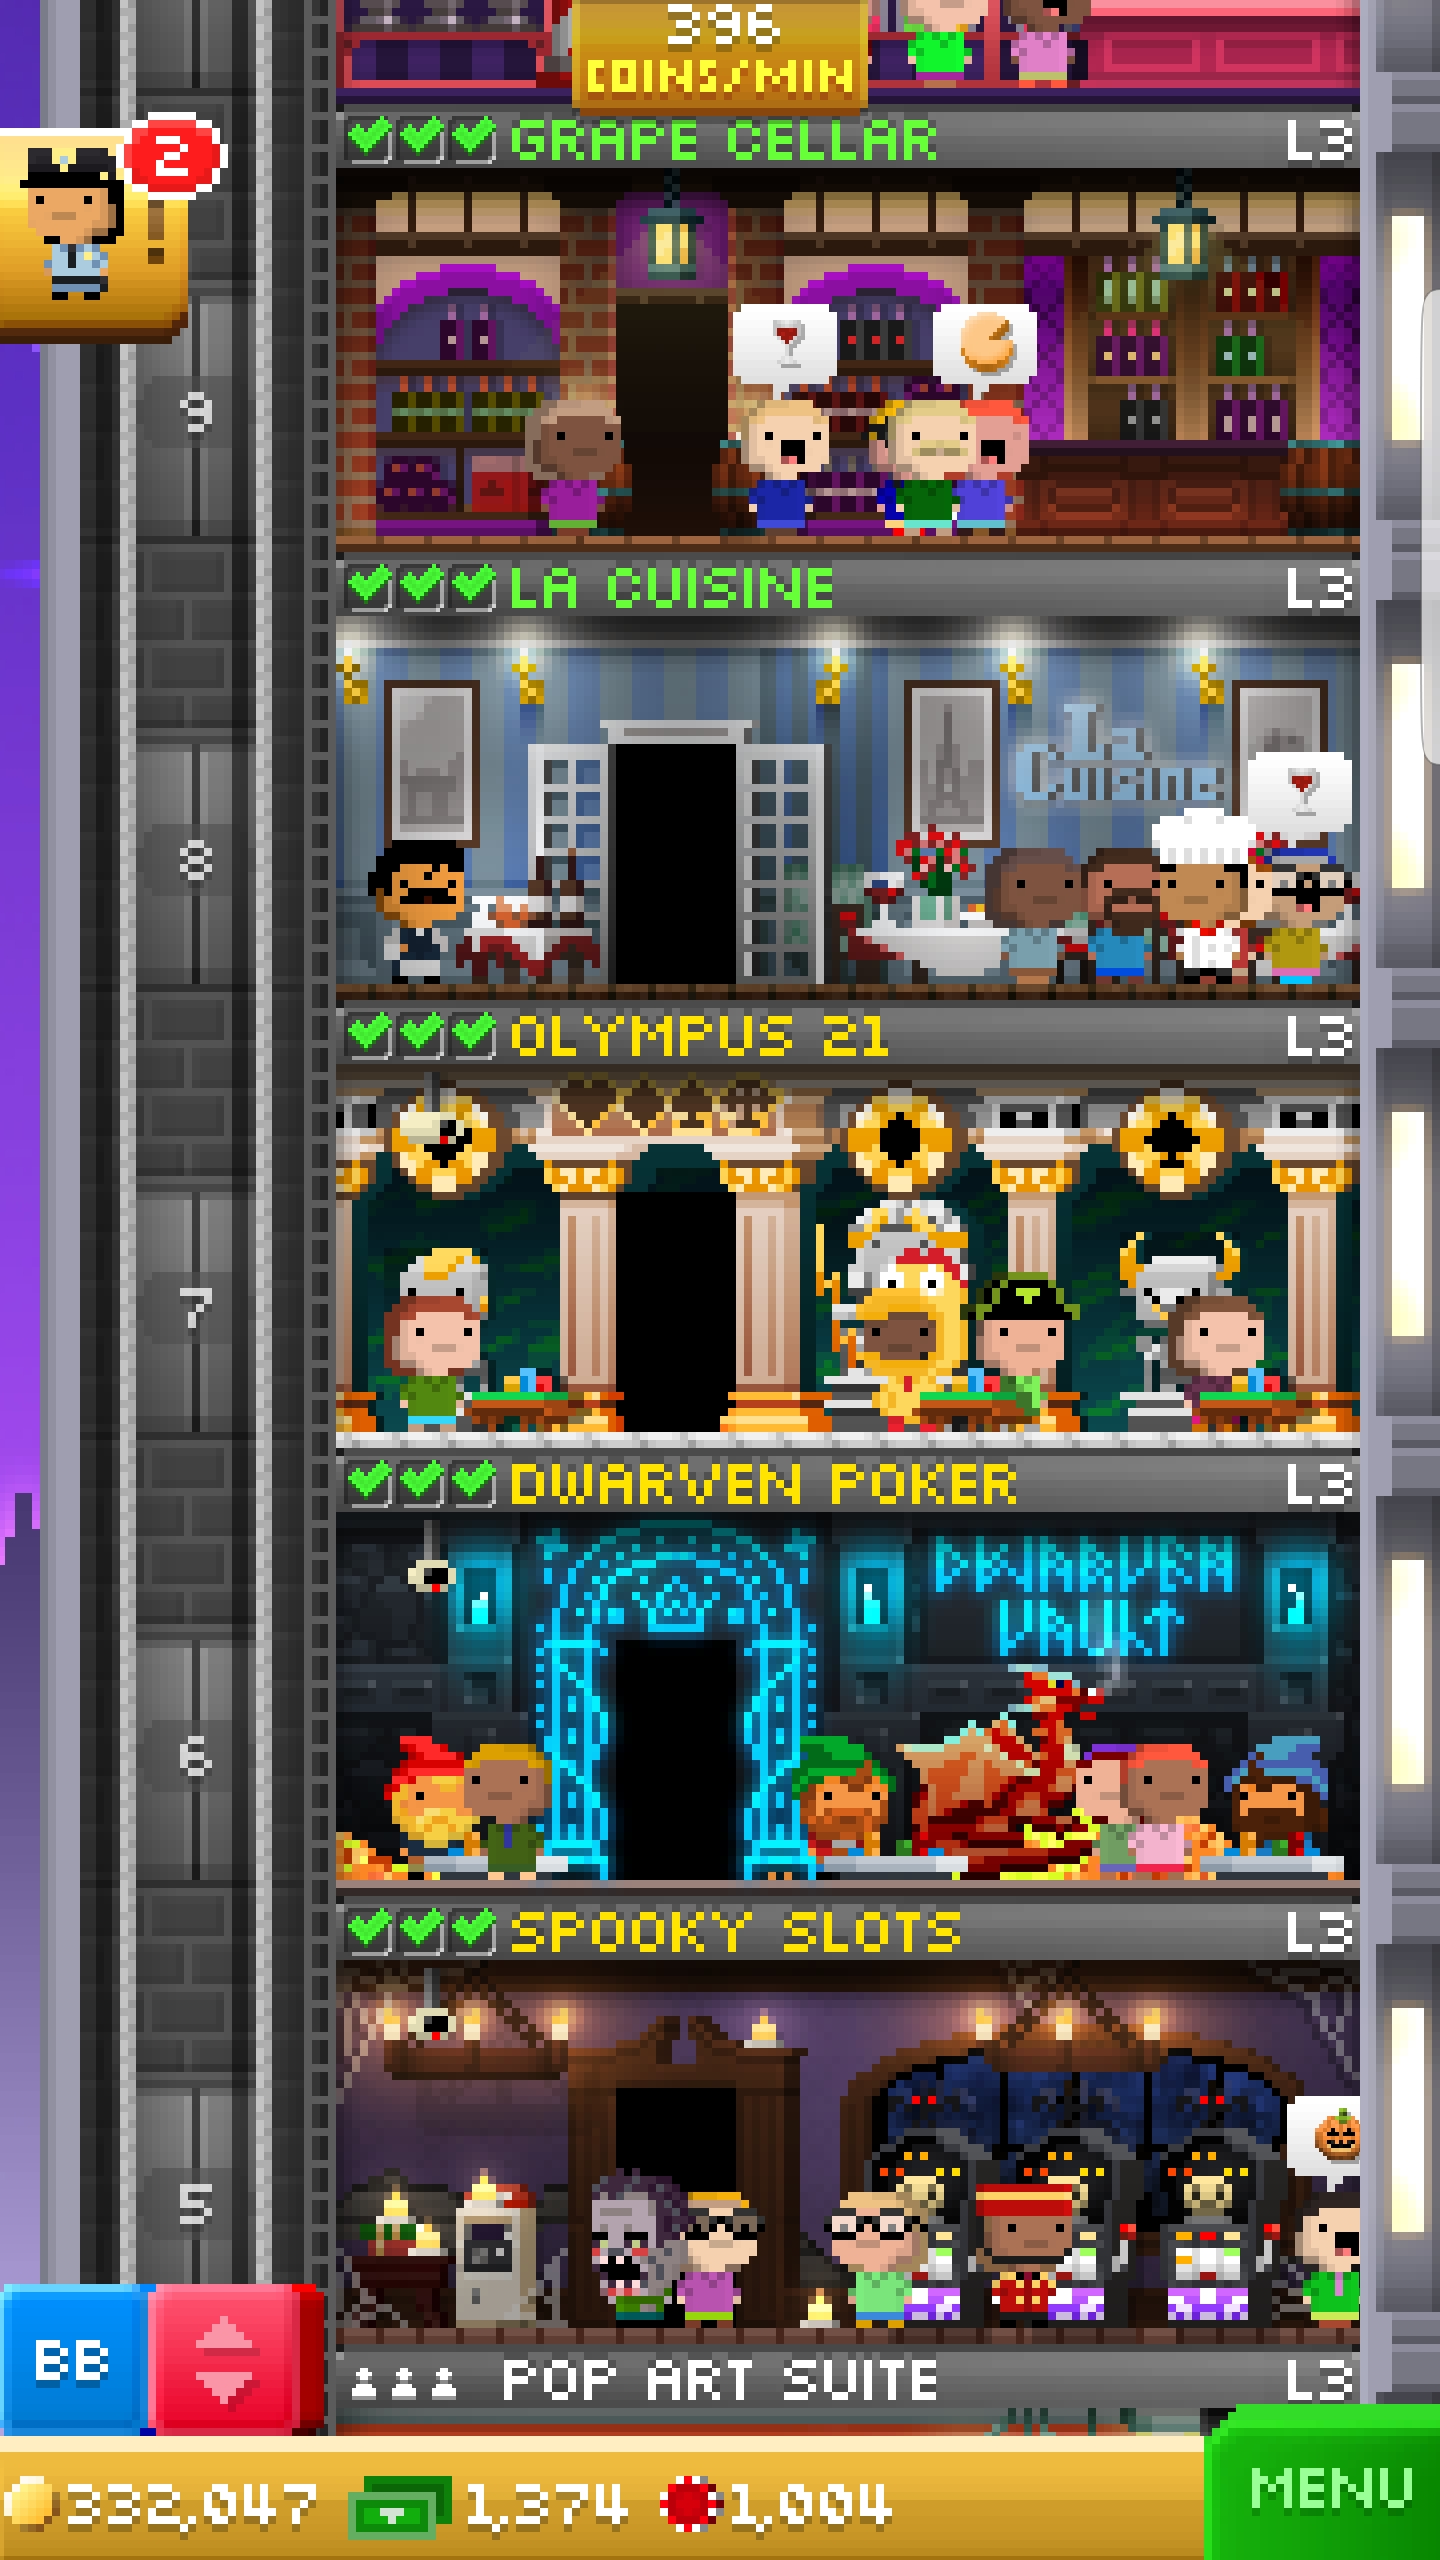 396
COINS/MIN
2
GRAPE CELLAR L3
9
LA CUISINE L3
La
Cuisine
8
OLYMPUS 21 L3
7
DWARVEN POKER L3
DWARVEN
VAULT
6
SPOOKY SLOTS L3
5
BB
POP ART SUITE L3
332,047 1,374 1,004
MENU